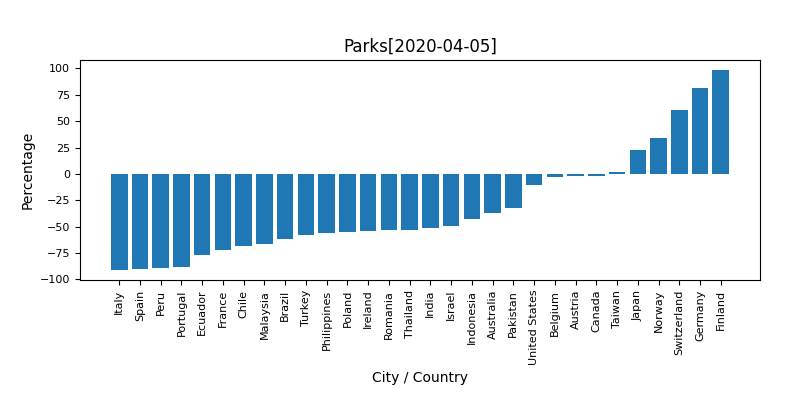 Parks[2020-04-05]
Percentage
100
75
50
25
0
−25
−50
−75
−100
Italy
Spain
Peru
Portugal
Ecuador
France
Chile
Malaysia
Brazil
Turkey
Philippines
Poland
Ireland
Romania
Thailand
India
Israel
Indonesia
Australia
Pakistan
United States
Belgium
Austria
Canada
Taiwan
Japan
Norway
Switzerland
Germany
Finland
City / Country